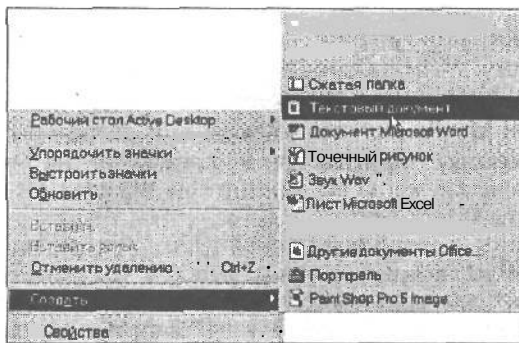 Рабочий стол Active Desktop
Упорядочить значки
Выстроить значки
Обновить
Вставить
Вставить ярлык
Отменить удаление Ctrl+Z
Создать
Свойства
Сжатая папка
Текстовый документ
Документ Microsoft Word
Точечный рисунок
Звук Wav
Лист Microsoft Excel
Другие документы Office...
Портфель
Paint Shop Pro 5 Image